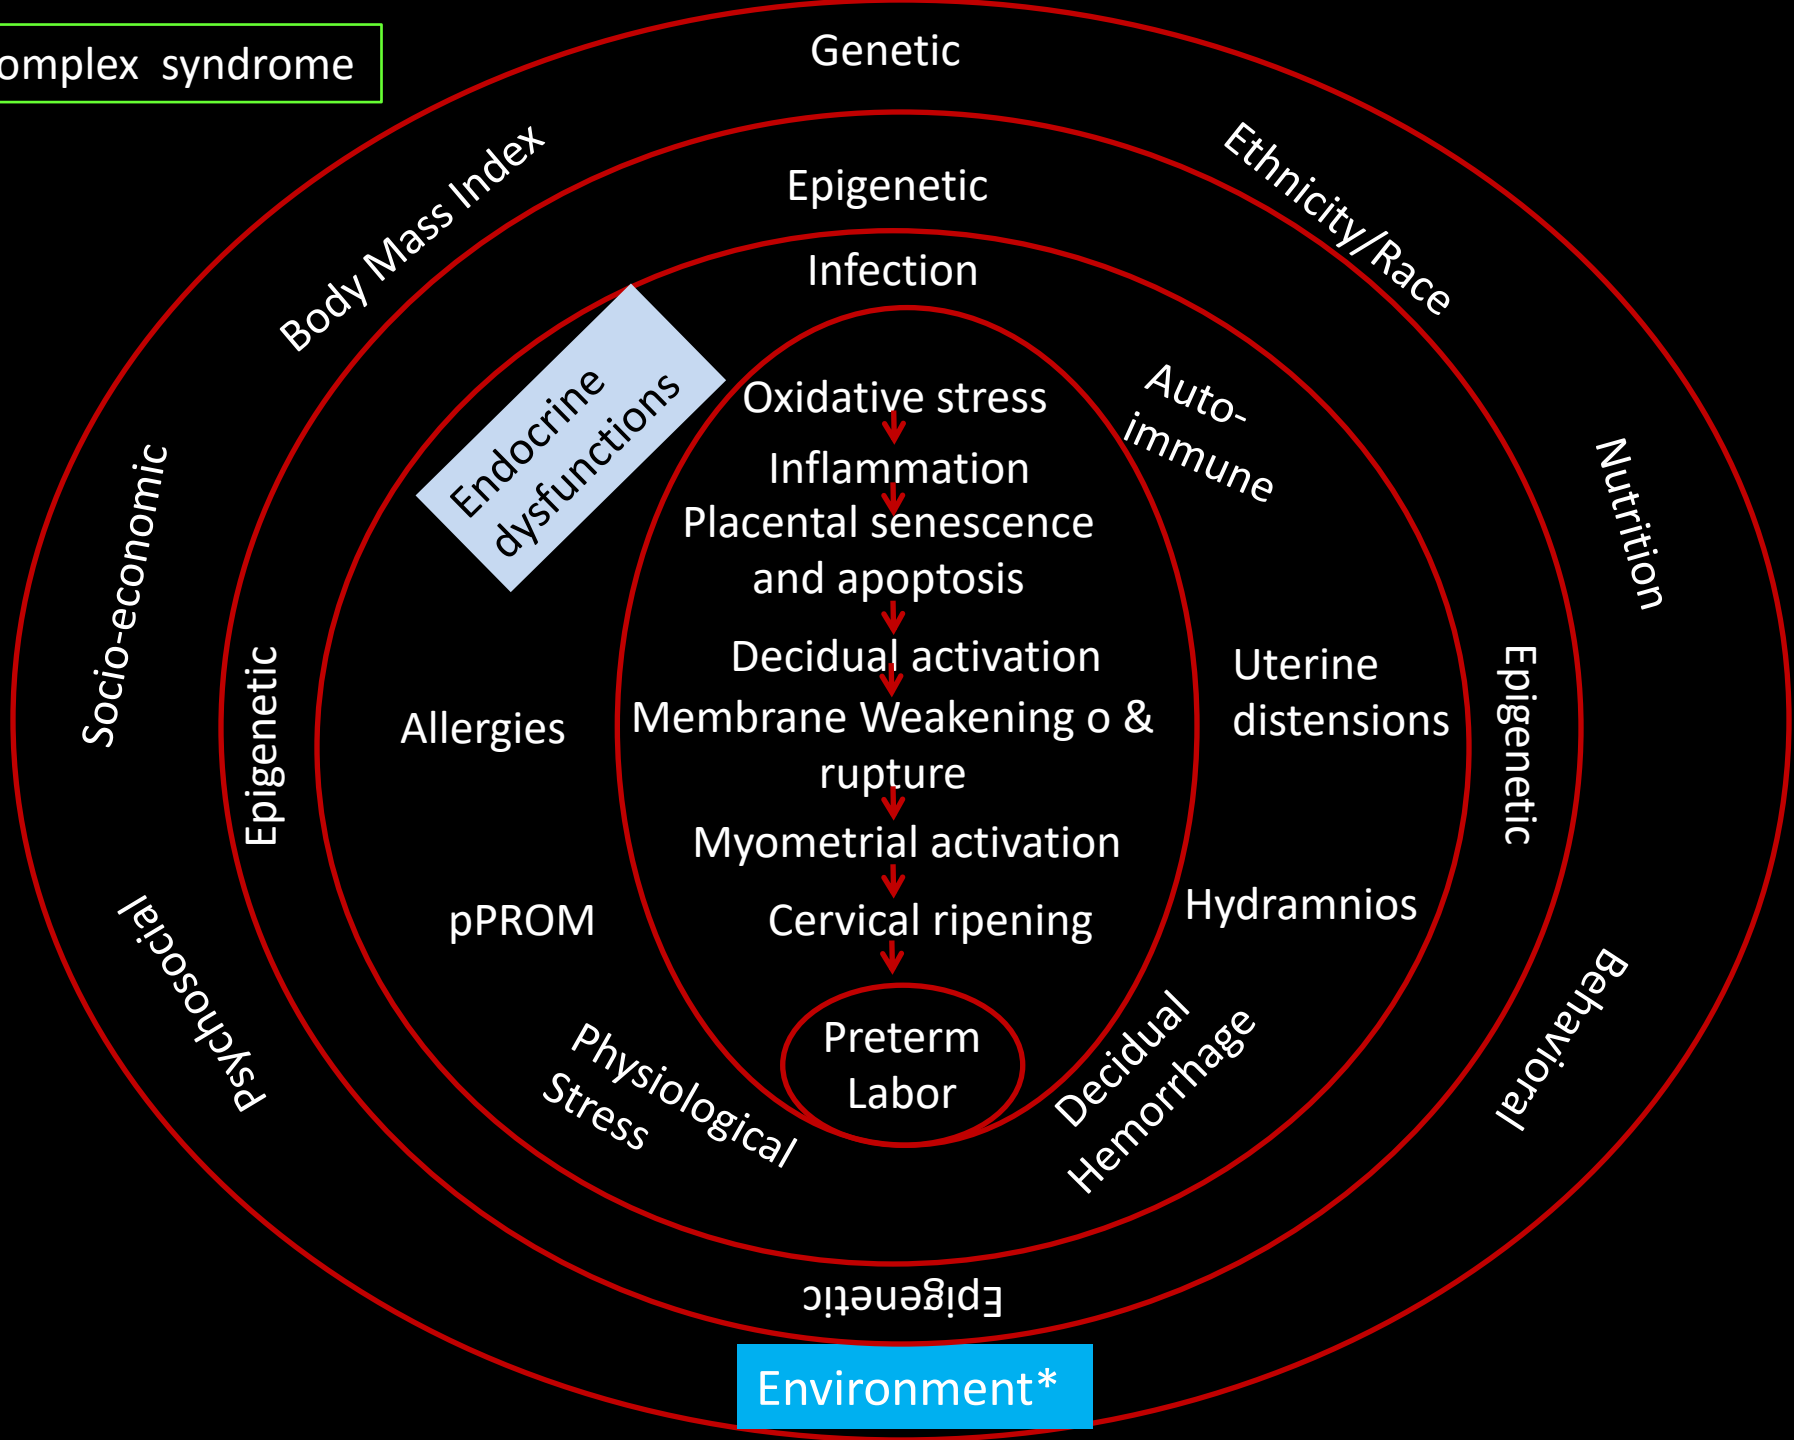 omplex syndrome
Genetic
Body Mass Index
Ethnicity/Race
Epigenetic
Infection
Endocrine
dysfunctions
Oxidative stress
Auto-
immune
Inflammation
Placental senescence
and apoptosis
Socio-economic
Nutrition
Epigenetic
Allergies
Decidual activation
Membrane Weakening o &
rupture
Uterine
distensions
Epigenetic
Myometrial activation
pPROM
Cervical ripening
Hydramnios
Psychosocial
Behavioral
Physiological
Stress
Preterm
Labor
Decidual
Hemorrhage
Epigenetic
Environment*